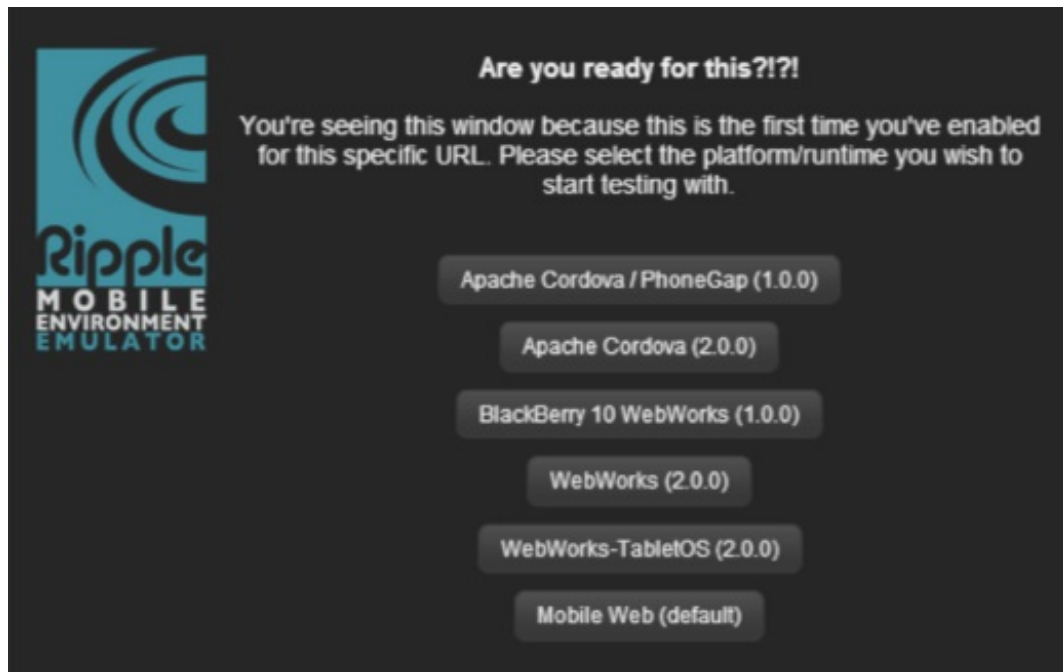 Are you ready for this?!?!
You're seeing this window because this is the first time you've enabled
for this specific URL. Please select the platform/runtime you wish to
start testing with.
Ripple
MOBILE
ENVIRONMENT
EMULATOR
Apache Cordova / PhoneGap (1.0.0)
Apache Cordova (2.0.0)
BlackBerry 10 WebWorks (1.0.0)
WebWorks (2.0.0)
WebWorks-TabletOS (2.0.0)
Mobile Web (default)